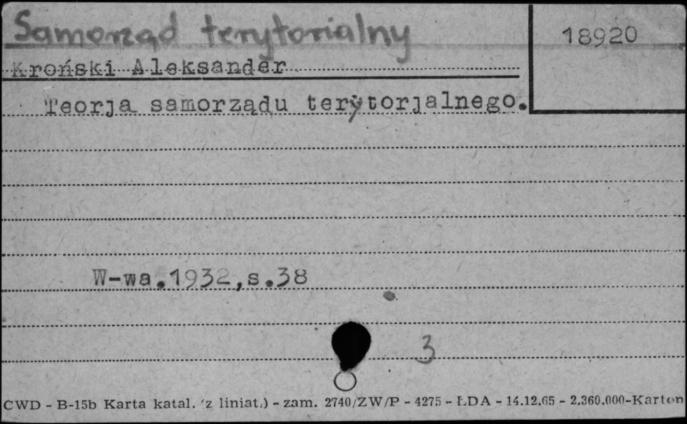 Samorząd terytorialny
18920
Kroński Aleksander
Teorja samorządu terytorjalnego.
W-wa.1932,s.38
3
CWD - B-15b Karta katal. (z liniat.) - zam. 2740/ZW/P - 4275 - ŁDA - 14.12.65 - 2.360.000-Karton